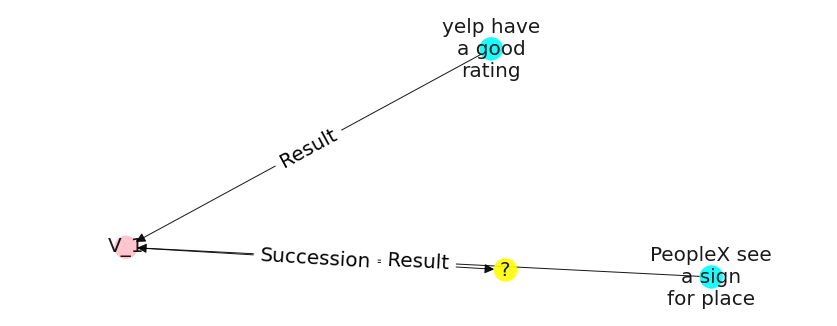 yelp have
a good
rating
Result
V_1
Succession
Result
?
PeopleX see
a sign
for place